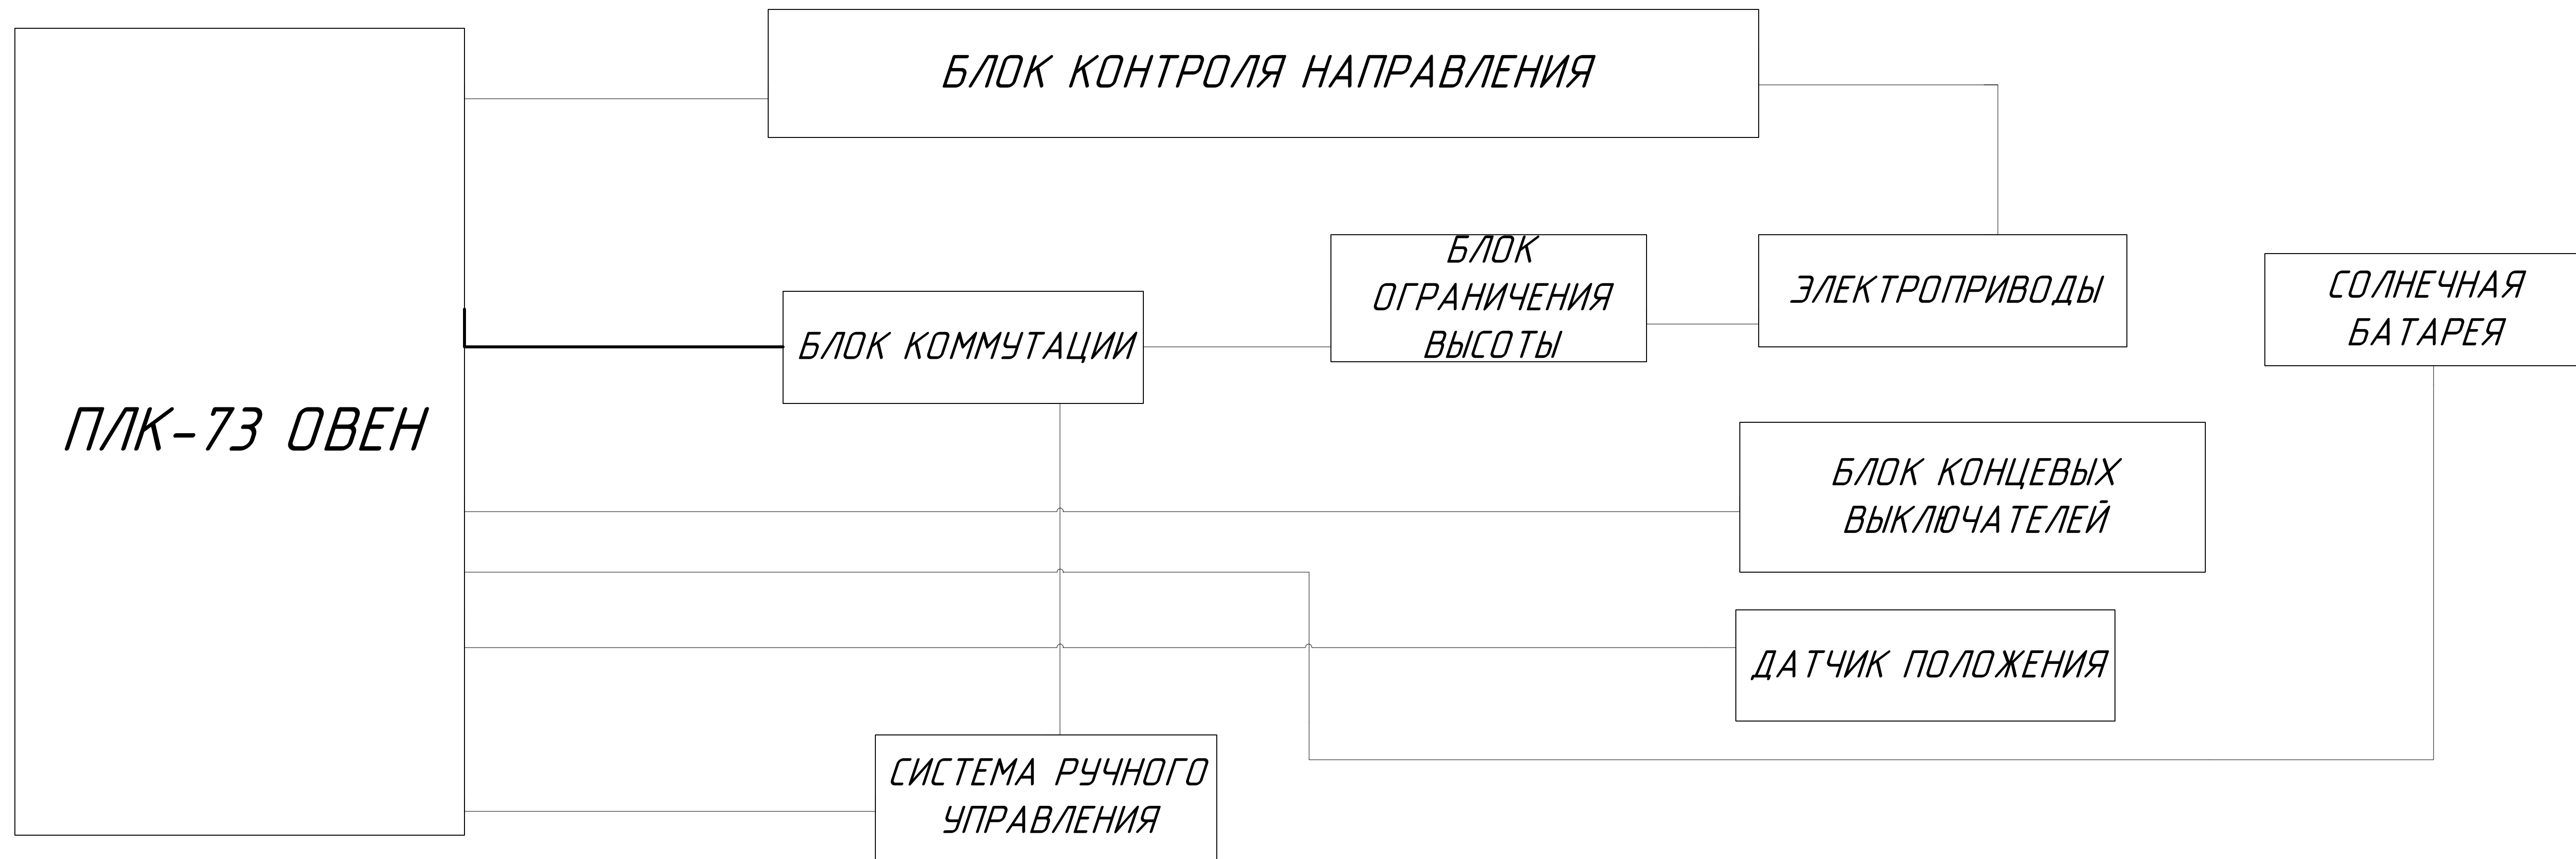 БЛОК КОНТРОЛЯ НАПРАВЛЕНИЯ
БЛОК
ОГРАНИЧЕНИЯ
ВЫСОТЫ
ЭЛЕКТРОПРИВОДЫ
СОЛНЕЧНАЯ
БАТАРЕЯ
БЛОК КОММУТАЦИИ
ПЛК-73 ОВЕН
БЛОК КОНЦЕВЫХ
ВЫКЛЮЧАТЕЛЕЙ
ДАТЧИК ПОЛОЖЕНИЯ
СИСТЕМА РУЧНОГО
УПРАВЛЕНИЯ